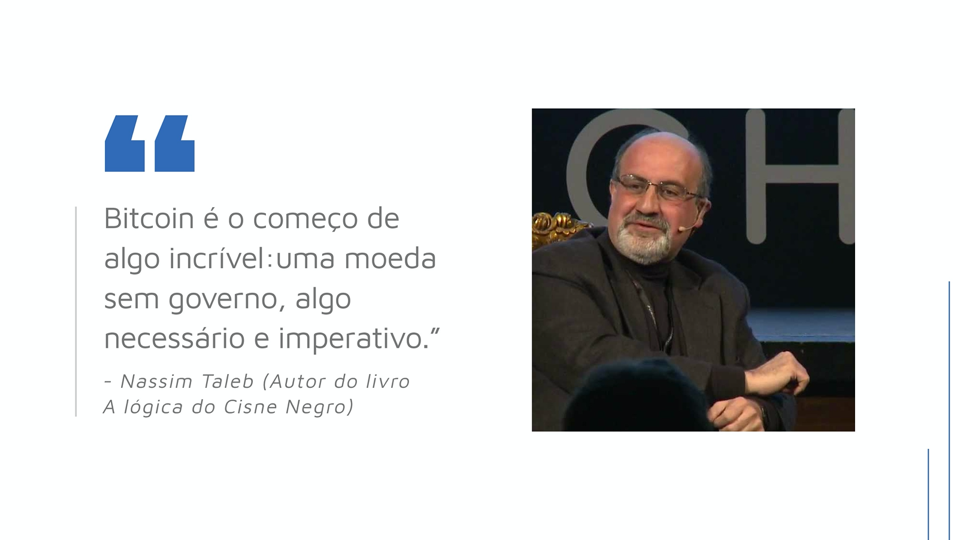 “
Bitcoin é o começo de
algo incrível:uma moeda
sem governo, algo
necessário e imperativo.”
- Nassim Taleb (Autor do livro
A lógica do Cisne Negro)
CH